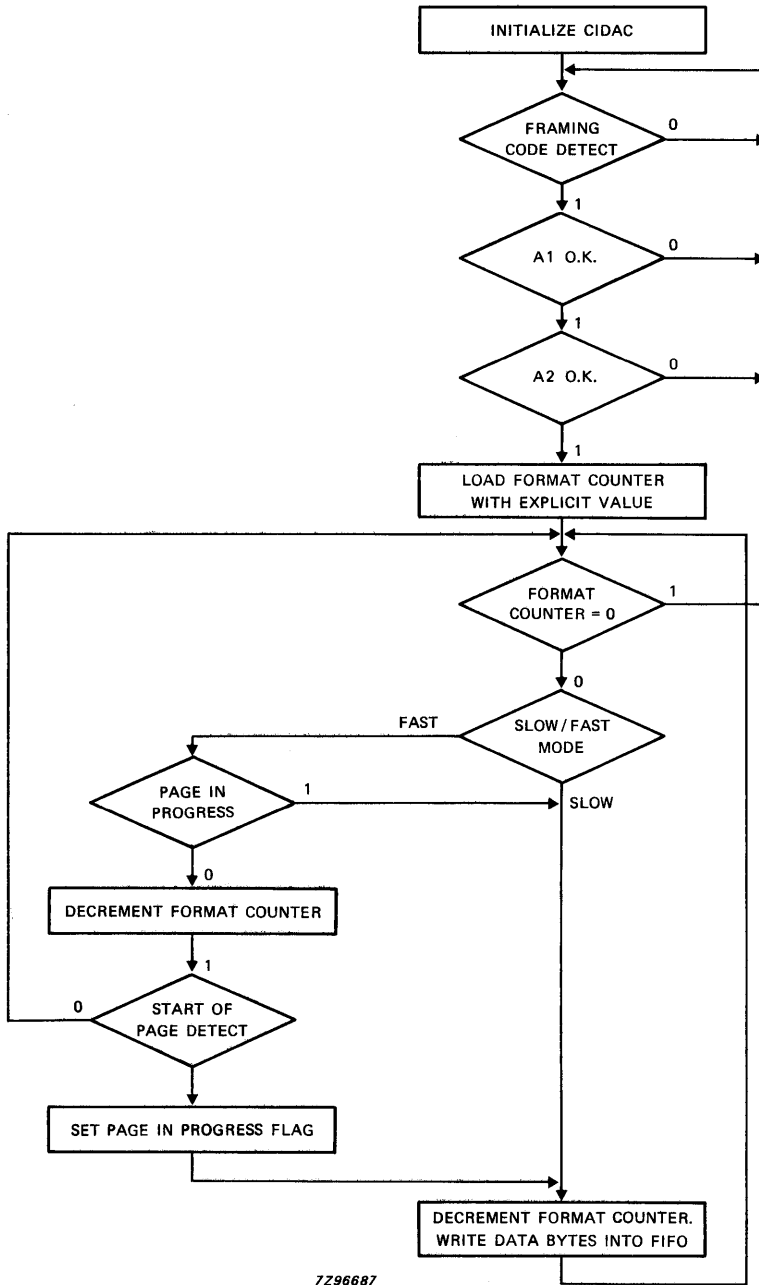 INITIALIZE CIDAC
FRAMING
CODE DETECT
0
1
A1 O.K.
0
1
A2 O.K.
0
1
LOAD FORMAT COUNTER
WITH EXPLICIT VALUE
FORMAT
COUNTER = 0
1
0
FAST
SLOW/FAST
MODE
SLOW
PAGE IN
PROGRESS
1
0
DECREMENT FORMAT COUNTER
1
0
START OF
PAGE DETECT
SET PAGE IN PROGRESS FLAG
DECREMENT FORMAT COUNTER.
WRITE DATA BYTES INTO FIFO
7Z96687